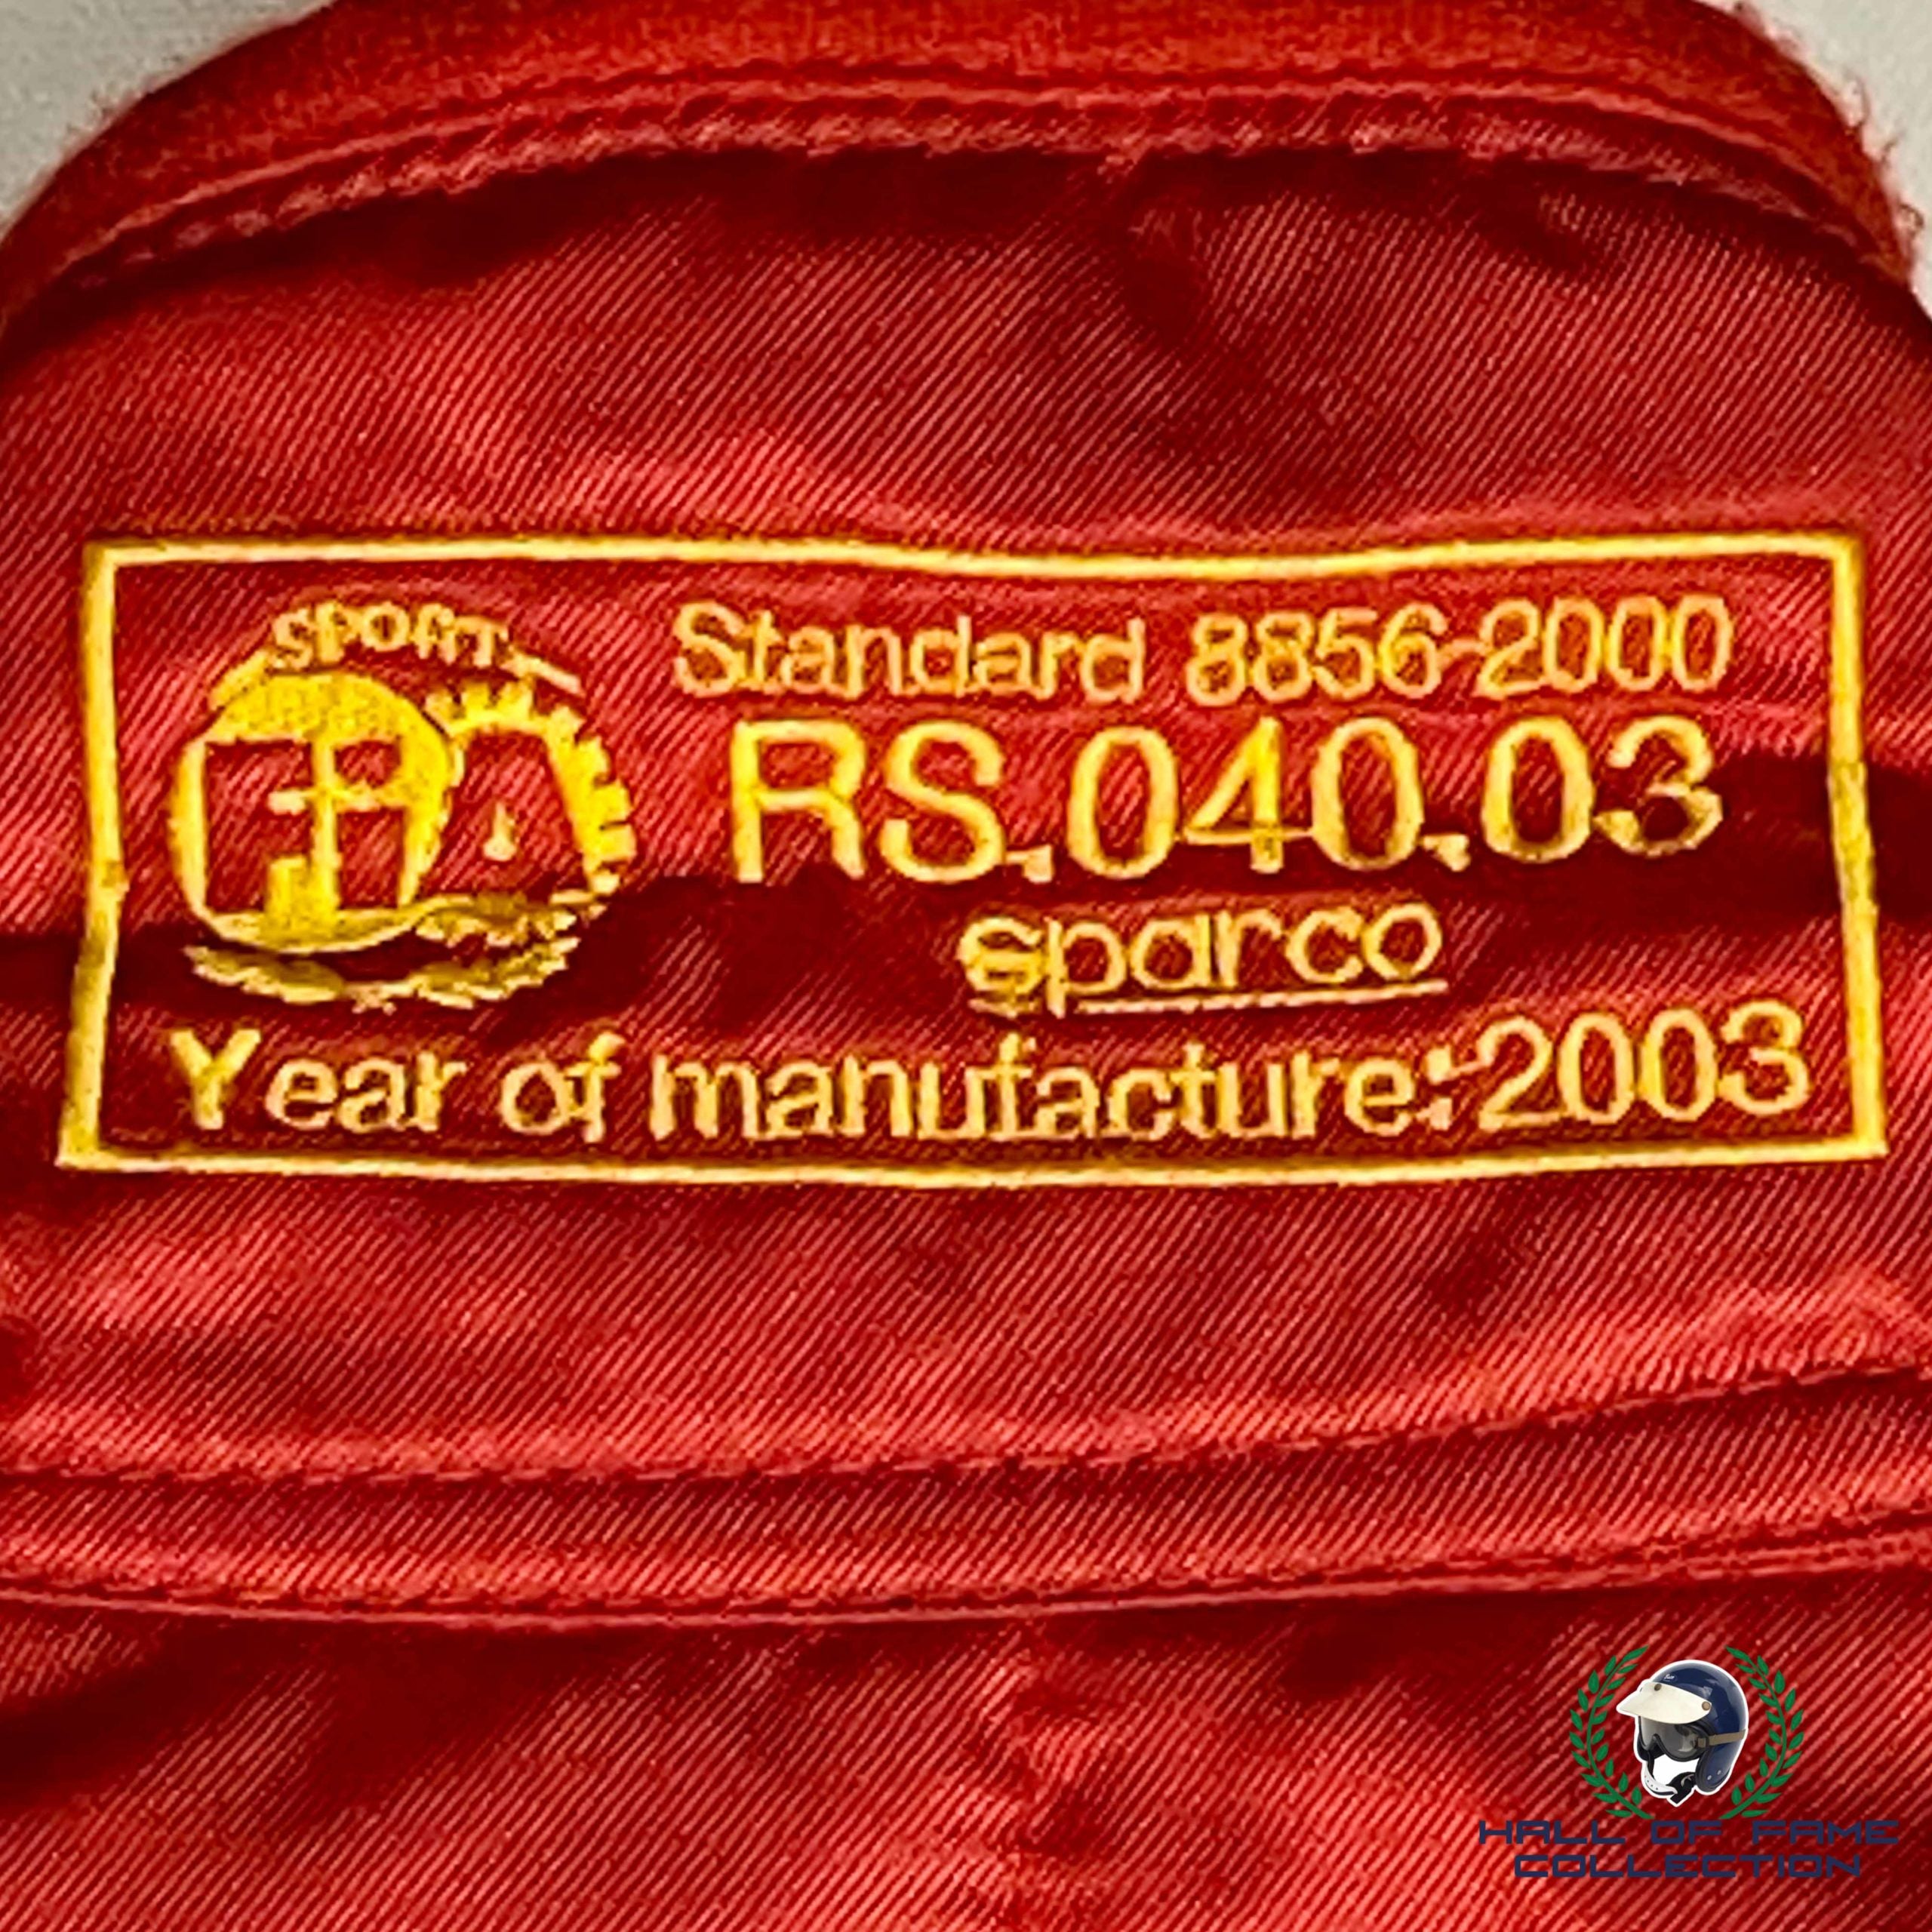 SPORT
FIA
Standard 8856-2000
RS.040.03
sparco
Year of manufacture:2003
HALL OF FAME
COLLECTION